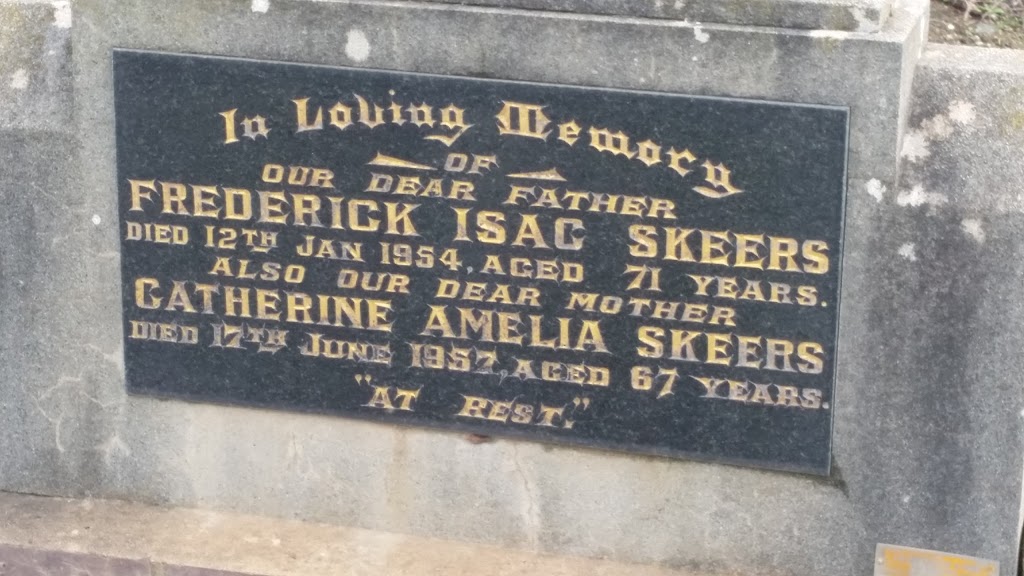 In Loving Memory
OF
OUR DEAR FATHER
FREDERICK ISAC SKEERS
DIED 12TH JAN 1954, AGED 71 YEARS.
ALSO OUR DEAR MOTHER
CATHERINE AMELIA SKEERS
DIED 17TH JUNE 1957, AGED 67 YEARS.
"AT REST."